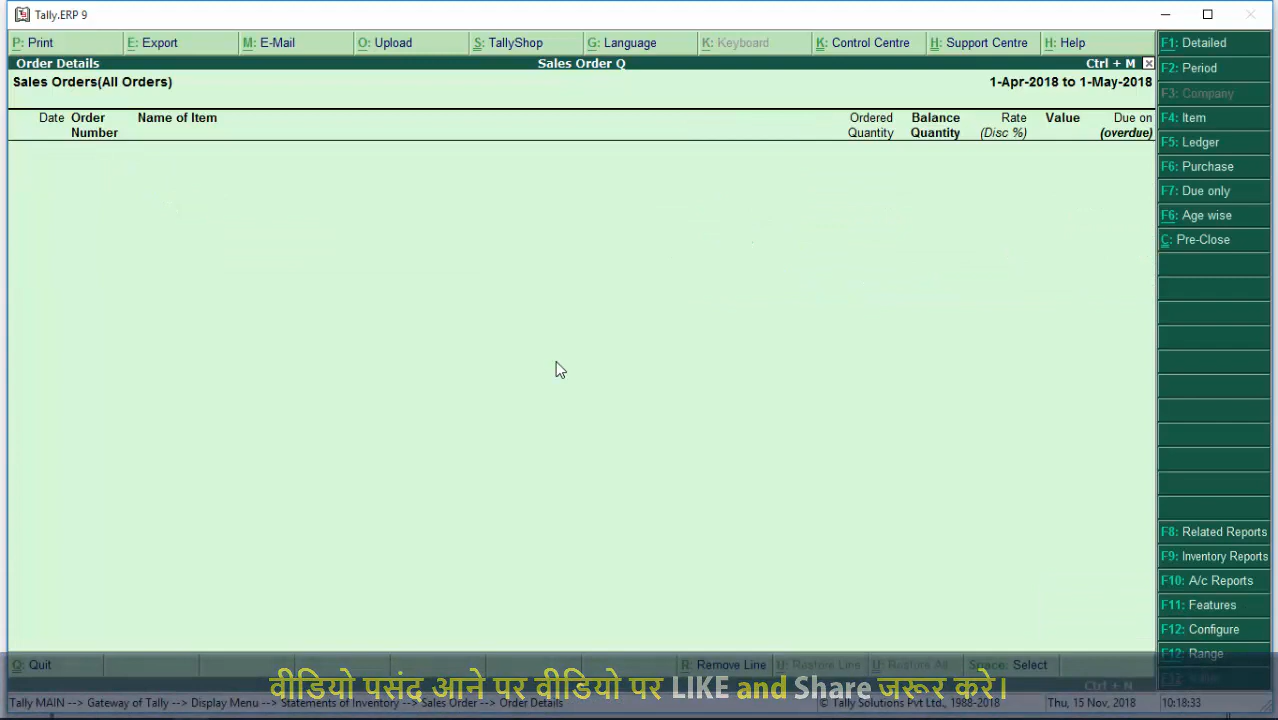 Tally.ERP 9
P: Print E: Export M: E-Mail O: Upload S: TallyShop G: Language K: Keyboard K: Control Centre H: Support Centre H: Help
Order Details Sales Order Q Ctrl + M
Sales Orders(All Orders) 1-Apr-2018 to 1-May-2018
Date Order Name of Item Ordered Balance Rate Value Due on
Number Quantity Quantity (Disc %) (overdue)
F1: Detailed
F2: Period
F3: Company
F4: Item
F5: Ledger
F6: Purchase
F7: Due only
F6: Age wise
C: Pre-Close
F8: Related Reports
F9: Inventory Reports
F10: A/c Reports
F11: Features
F12: Configure
F12: Range
Q: Quit R: Remove Line U: Restore Line U: Restore All Space: Select
Ctrl + N
वीडियो पसंद आने पर वीडियो पर LIKE and Share जरूर करे।
Tally MAIN --> Gateway of Tally --> Display Menu --> Statements of Inventory --> Sales Order --> Order Details © Tally Solutions Pvt Ltd., 1988-2018 Thu, 15 Nov, 2018 10:18:33